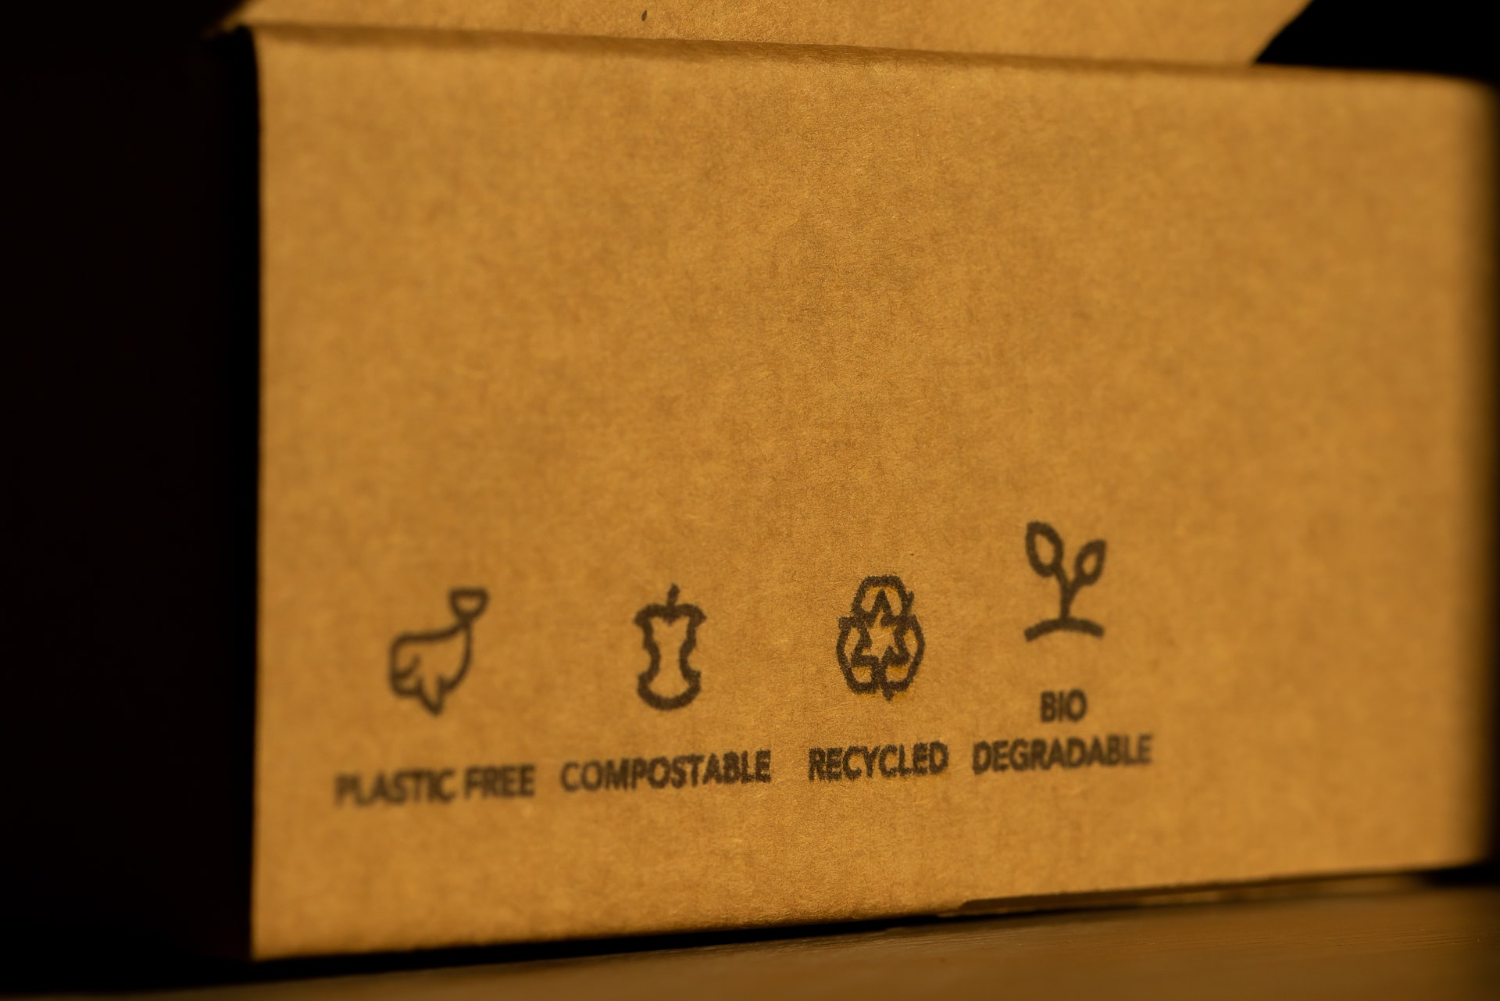 PLASTIC FREE
COMPOSTABLE
RECYCLED
BIO
DEGRADABLE